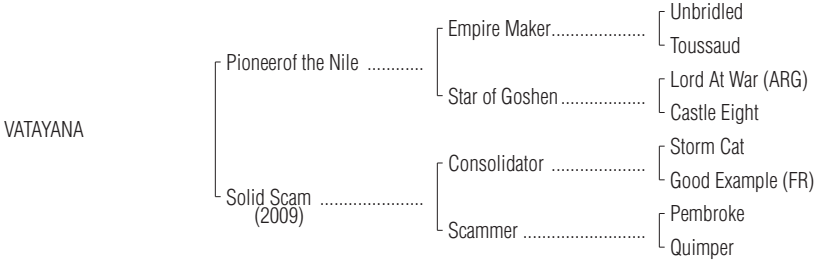 Unbridled
Empire Maker.....................
Toussaud
Pioneerof the Nile ............
Lord At War (ARG)
Star of Goshen...................
Castle Eight
VATAYANA
Storm Cat
Consolidator .....................
Good Example (FR)
Solid Scam .......................
(2009)
Pembroke
Scammer ...........................
Quimper